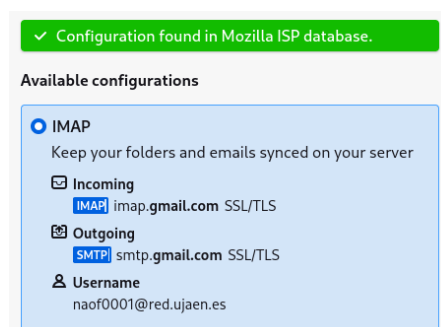 Configuration found in Mozilla ISP database.
Available configurations
IMAP
Keep your folders and emails synced on your server
Incoming
IMAP imap.gmail.com SSL/TLS
Outgoing
SMTP smtp.gmail.com SSL/TLS
Username
naof0001@red.ujaen.es